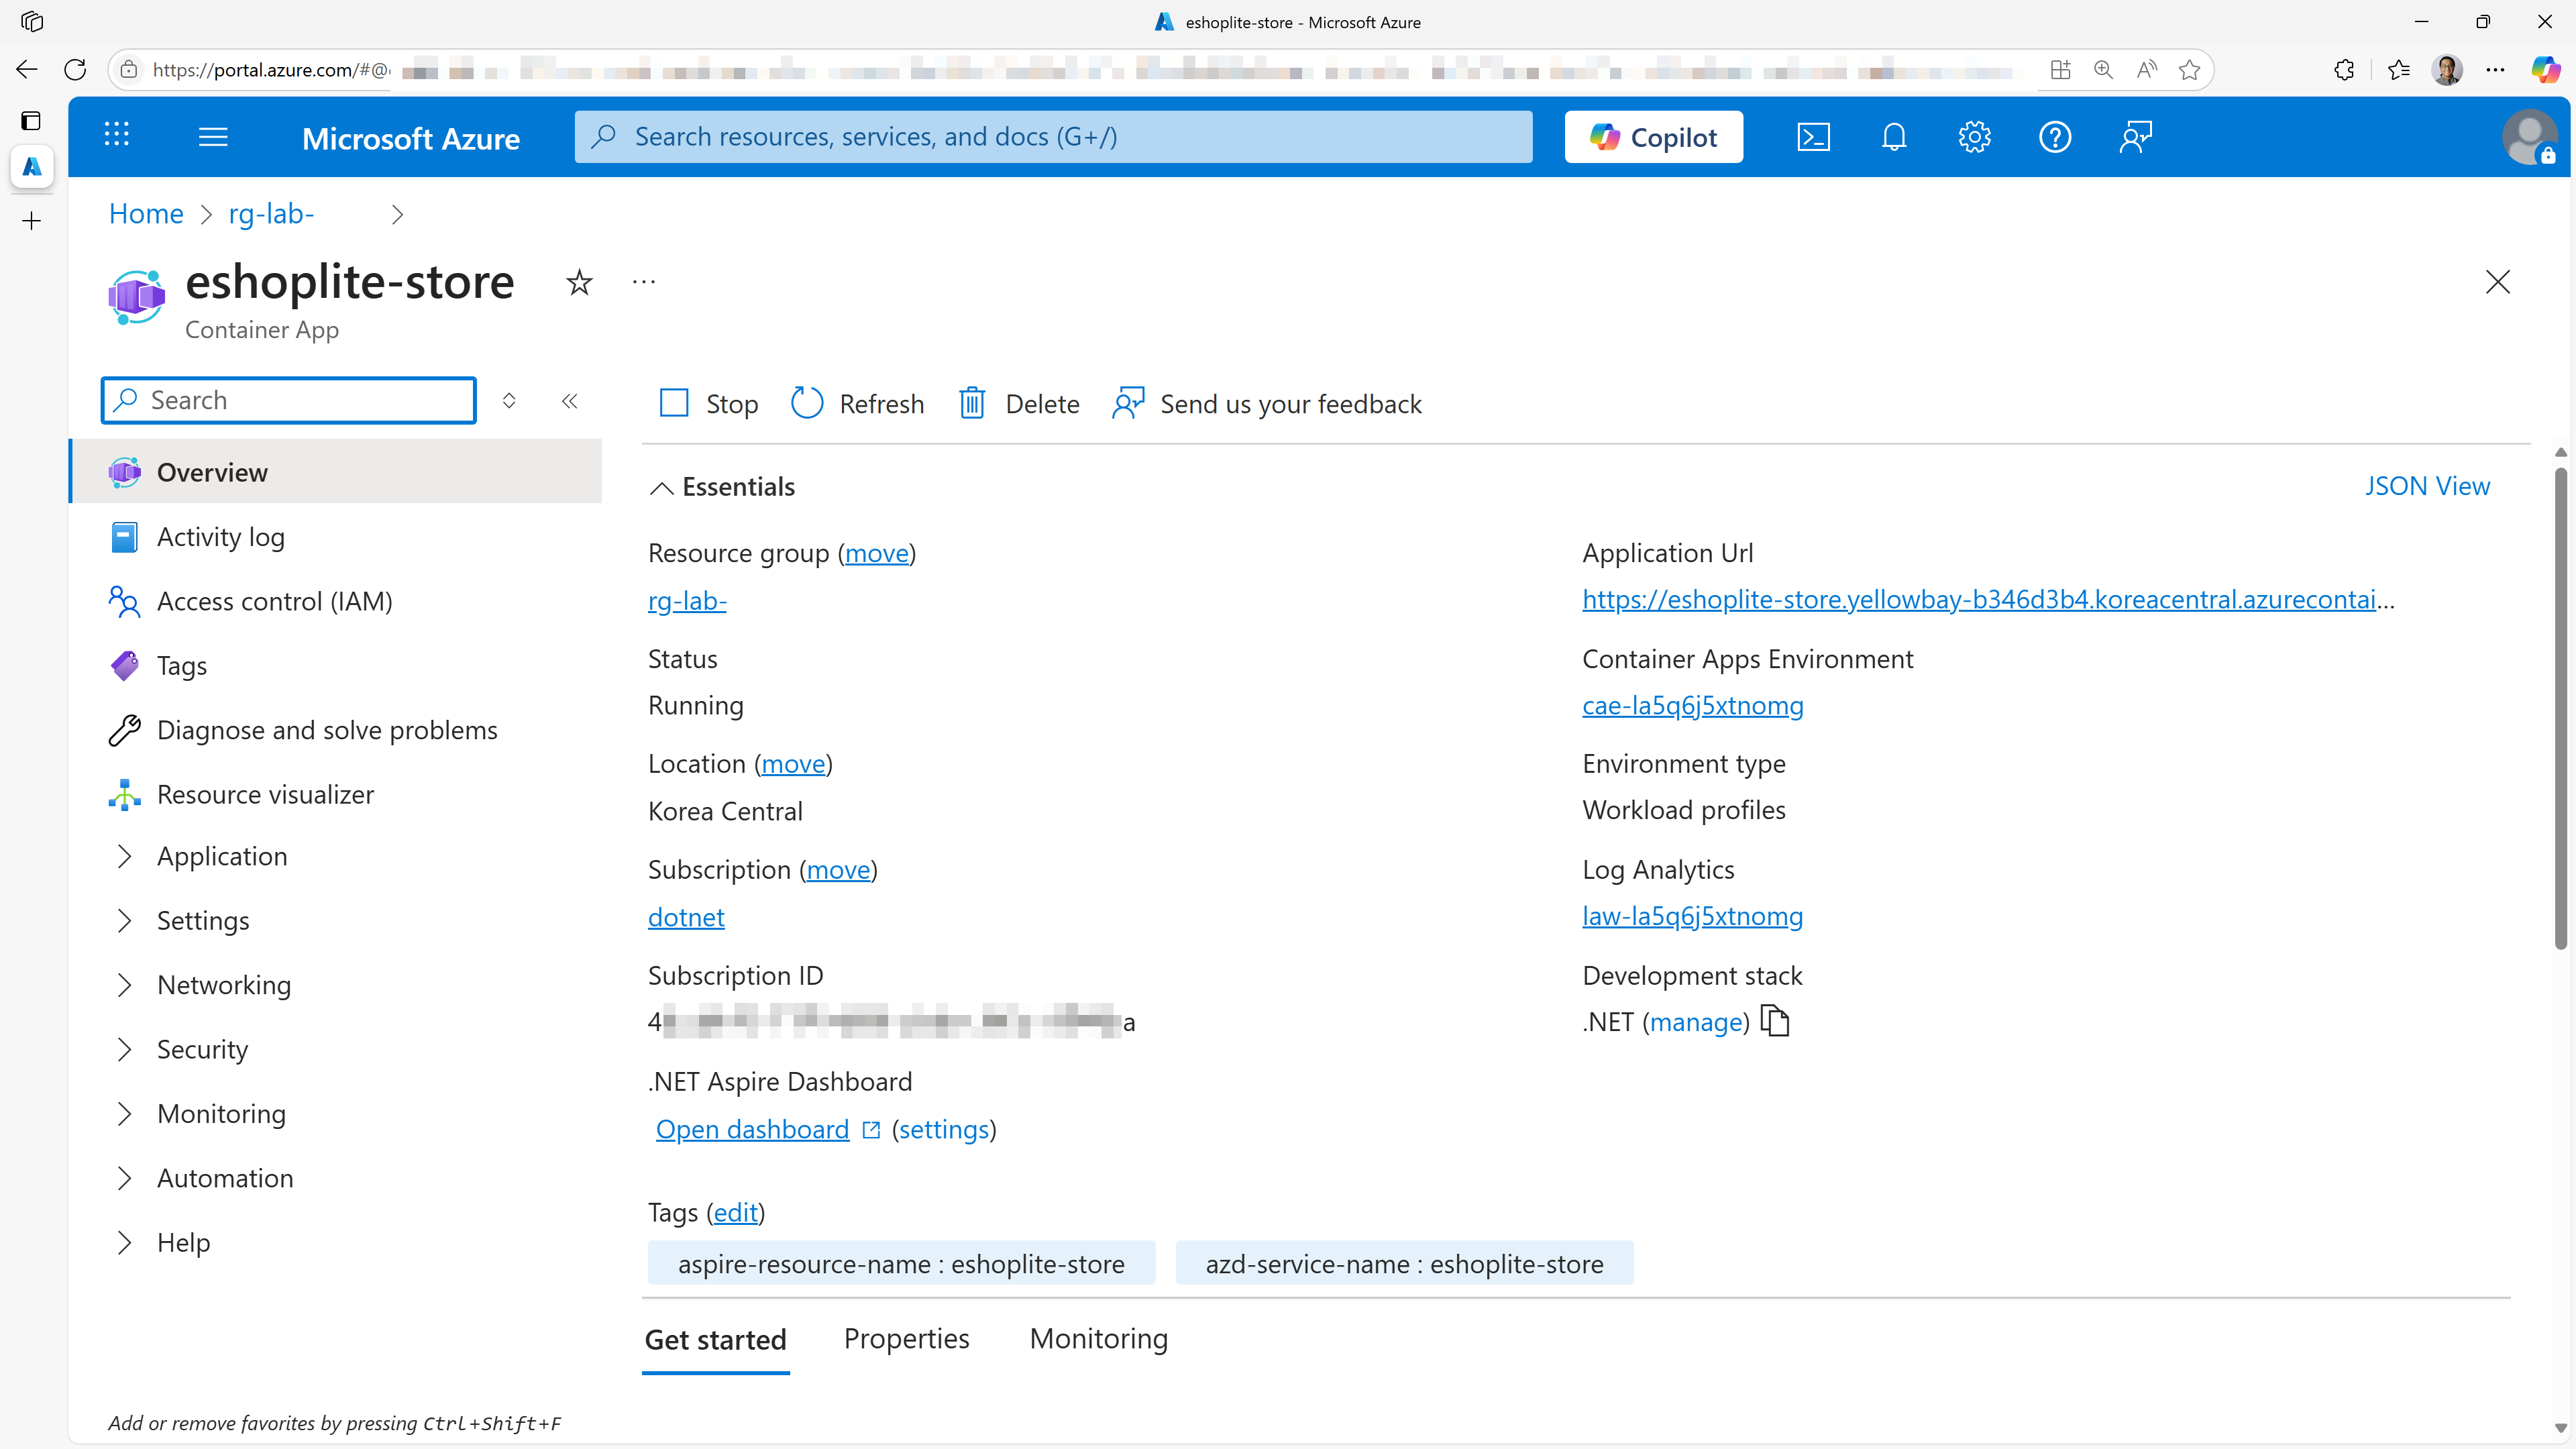 eshoplite-store - Microsoft Azure
https://portal.azure.com/#@
Microsoft Azure
Search resources, services, and docs (G+/)
Copilot
Home > rg-lab- >
eshoplite-store
Container App
Search
Stop
Refresh
Delete
Send us your feedback
Overview
Activity log
Access control (IAM)
Tags
Diagnose and solve problems
Resource visualizer
Application
Settings
Networking
Security
Monitoring
Automation
Help
Add or remove favorites by pressing Ctrl+Shift+F
Essentials
JSON View
Resource group (move)
rg-lab-
Status
Running
Location (move)
Korea Central
Subscription (move)
dotnet
Subscription ID
4 a
.NET Aspire Dashboard
Open dashboard (settings)
Application Url
https://eshoplite-store.yellowbay-b346d3b4.koreacentral.azurecontai...
Container Apps Environment
cae-la5q6j5xtnomg
Environment type
Workload profiles
Log Analytics
law-la5q6j5xtnomg
Development stack
.NET (manage)
Tags (edit)
aspire-resource-name : eshoplite-store
azd-service-name : eshoplite-store
Get started
Properties
Monitoring